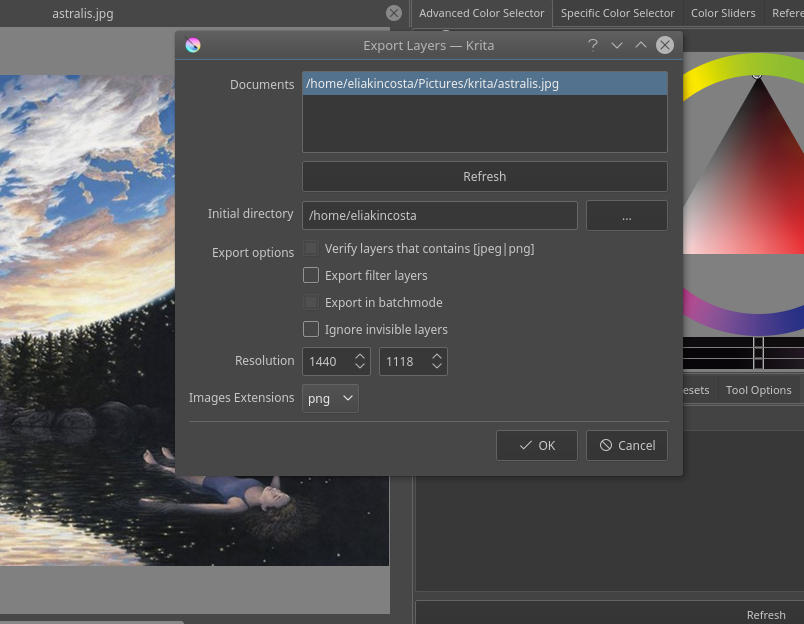 astralis.jpg
Advanced Color Selector
Specific Color Selector
Color Sliders
Refere
Export Layers — Krita
Documents
/home/eliakincosta/Pictures/krita/astralis.jpg
Refresh
Initial directory
/home/eliakincosta
...
Export options
Verify layers that contains [jpeg|png]
Export filter layers
Export in batchmode
Ignore invisible layers
Resolution
1440
1118
Images Extensions
png
OK
Cancel
esets
Tool Options
Refresh